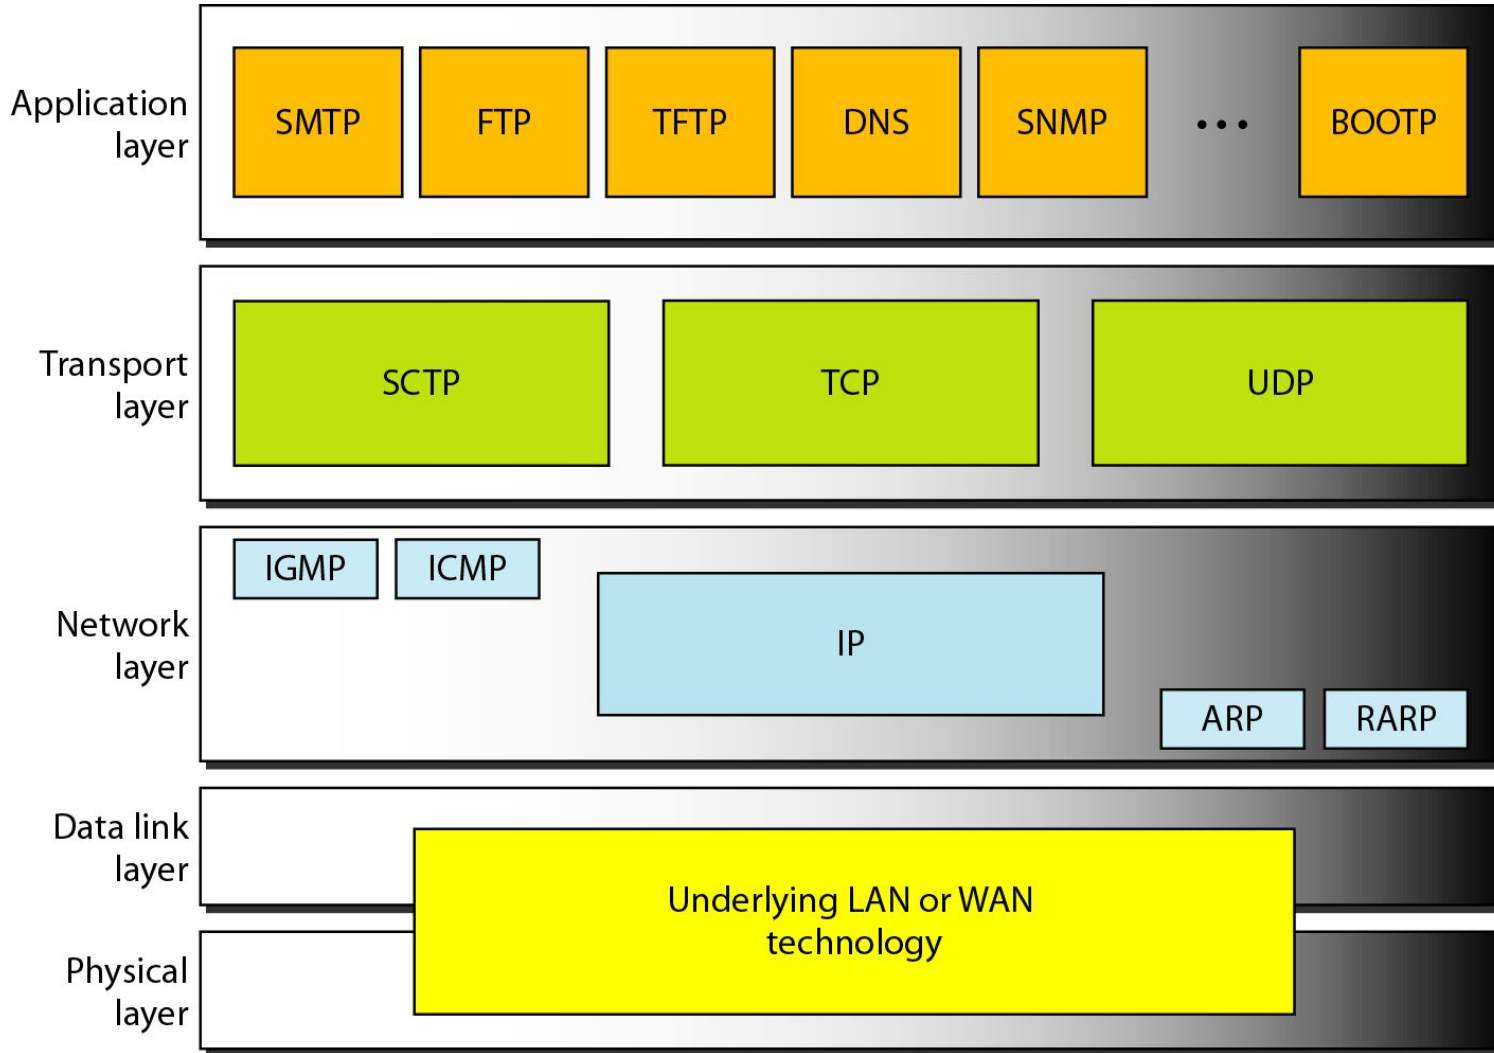 Application
layer
SMTP
FTP
TFTP
DNS
SNMP
...
BOOTP
Transport
layer
SCTP
TCP
UDP
Network
layer
IGMP
ICMP
IP
ARP
RARP
Data link
layer
Underlying LAN or WAN
technology
Physical
layer